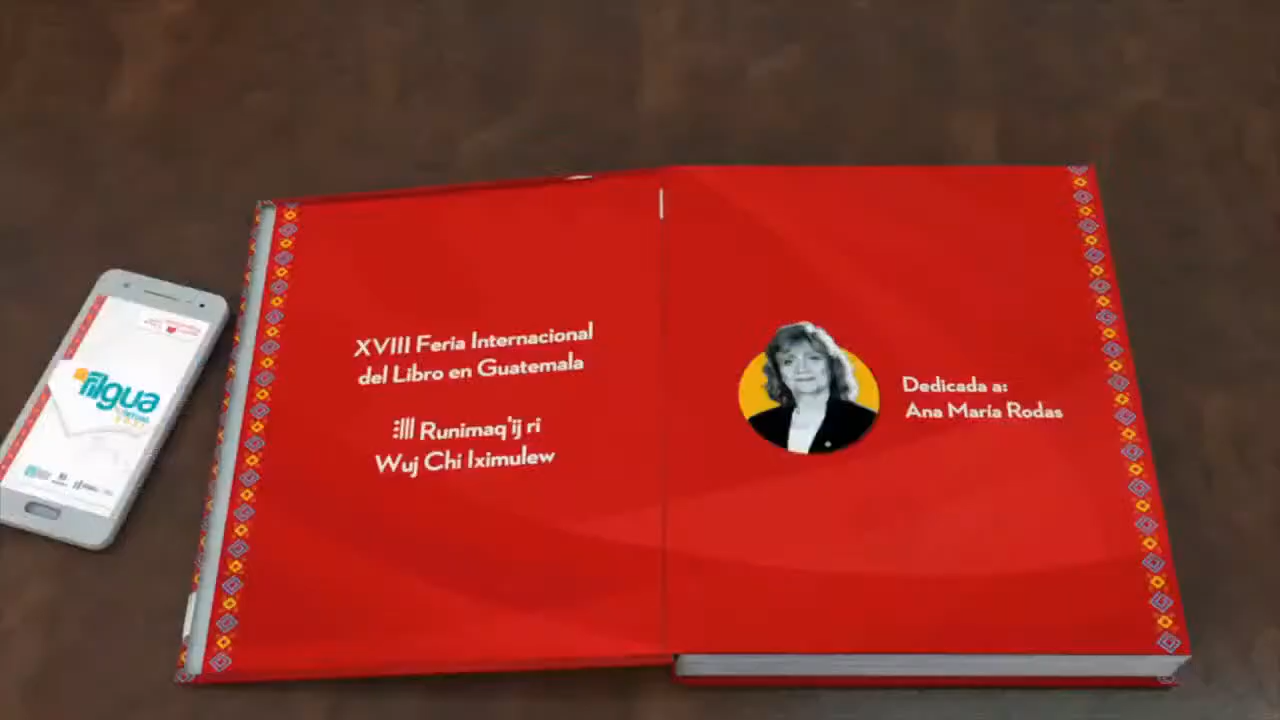 XVIII Feria Internacional
del Libro en Guatemala
Runimaq'ij ri
Wuj Chi Iximulew
Dedicada a:
Ana María Rodas
filgua